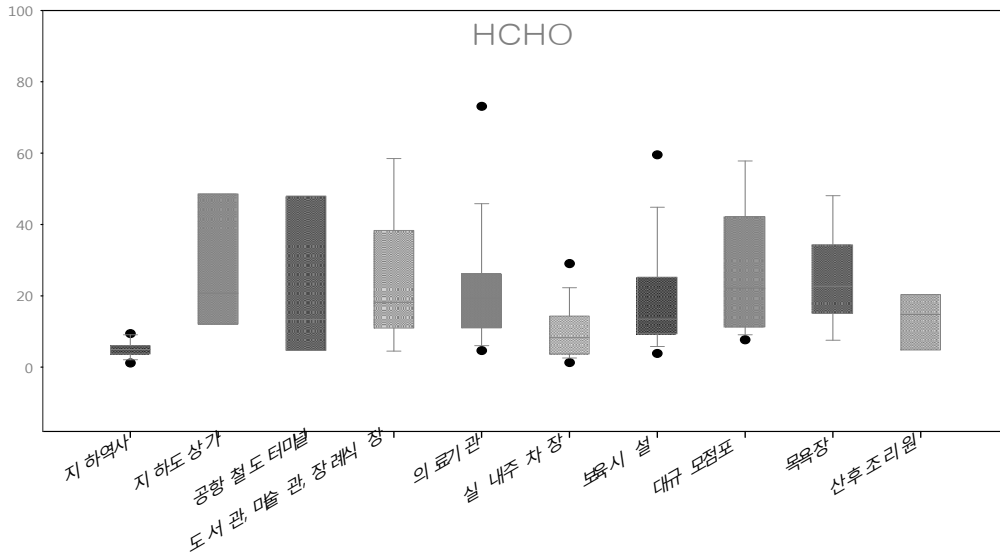 HCHO
100
80
60
40
20
0
지하역사
지하도상가
공항 철도터미널
도서관, 미술관, 장례식장
의료기관
실내주차장
보육시설
대규모점포
목욕장
산후조리원